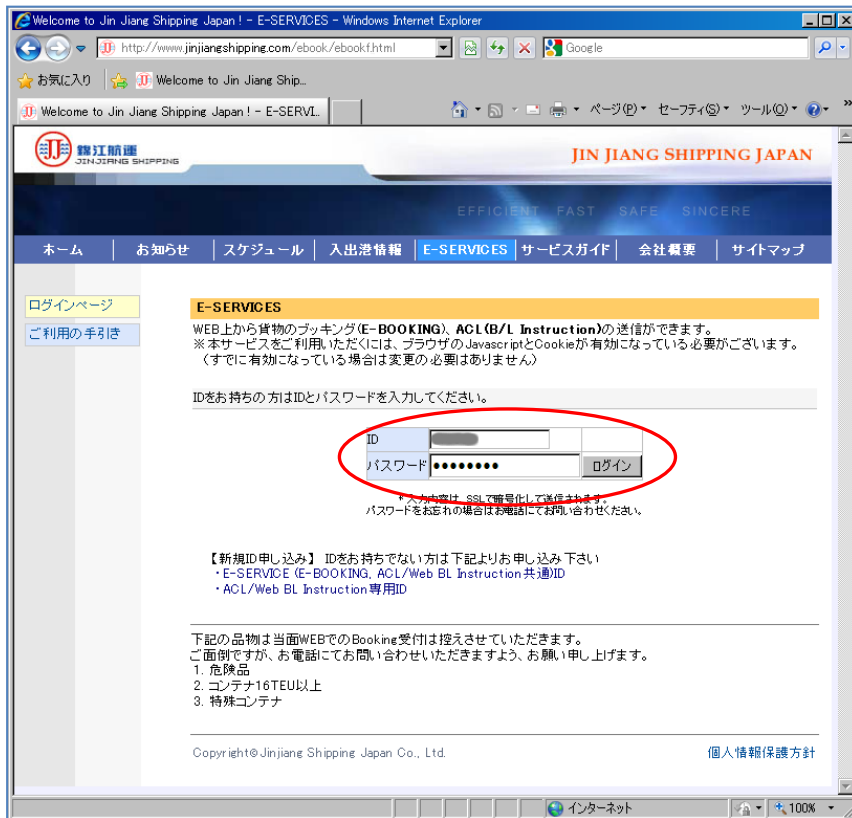 Welcome to Jin Jiang Shipping Japan ! - E-SERVICES - Windows Internet Explorer
http://www.jinjiangshipping.com/ebook/ebookf.html
Google
お気に入り
Welcome to Jin Jiang Ship...
Welcome to Jin Jiang Shipping Japan ! - E-SERVI...
ページ(P)
セーフティ(S)
ツール(O)
錦江航運
JINJIANG SHIPPING
JIN JIANG SHIPPING JAPAN
EFFICIENT FAST SAFE SINCERE
ホーム
お知らせ
スケジュール
入出港情報
E-SERVICES
サービスガイド
会社概要
サイトマップ
ログインページ
ご利用の手引き
E-SERVICES
WEB上から貨物のブッキング(E-BOOKING)、ACL(B/L Instruction)の送信ができます。
※本サービスをご利用いただくには、ブラウザのJavascriptとCookieが有効になっている必要がございます。
（すでに有効になっている場合は変更の必要はありません）
IDをお持ちの方はIDとパスワードを入力してください。
ID
パスワード
ログイン
*入力内容は、SSLで暗号化して送信されます。
パスワードをお忘れの場合はお電話にてお問い合わせください。
【新規ID申し込み】 IDをお持ちでない方は下記よりお申し込み下さい
・E-SERVICE (E-BOOKING, ACL/Web BL Instruction共通)ID
・ACL/Web BL Instruction専用ID
下記の品物は当面WEBでのBooking受付は控えさせていただきます。
ご面倒ですが、お電話にてお問い合わせいただきますよう、お願い申し上げます。
1. 危険品
2. コンテナ16TEU以上
3. 特殊コンテナ
Copyright©Jinjiang Shipping Japan Co., Ltd.
個人情報保護方針
インターネット
100%